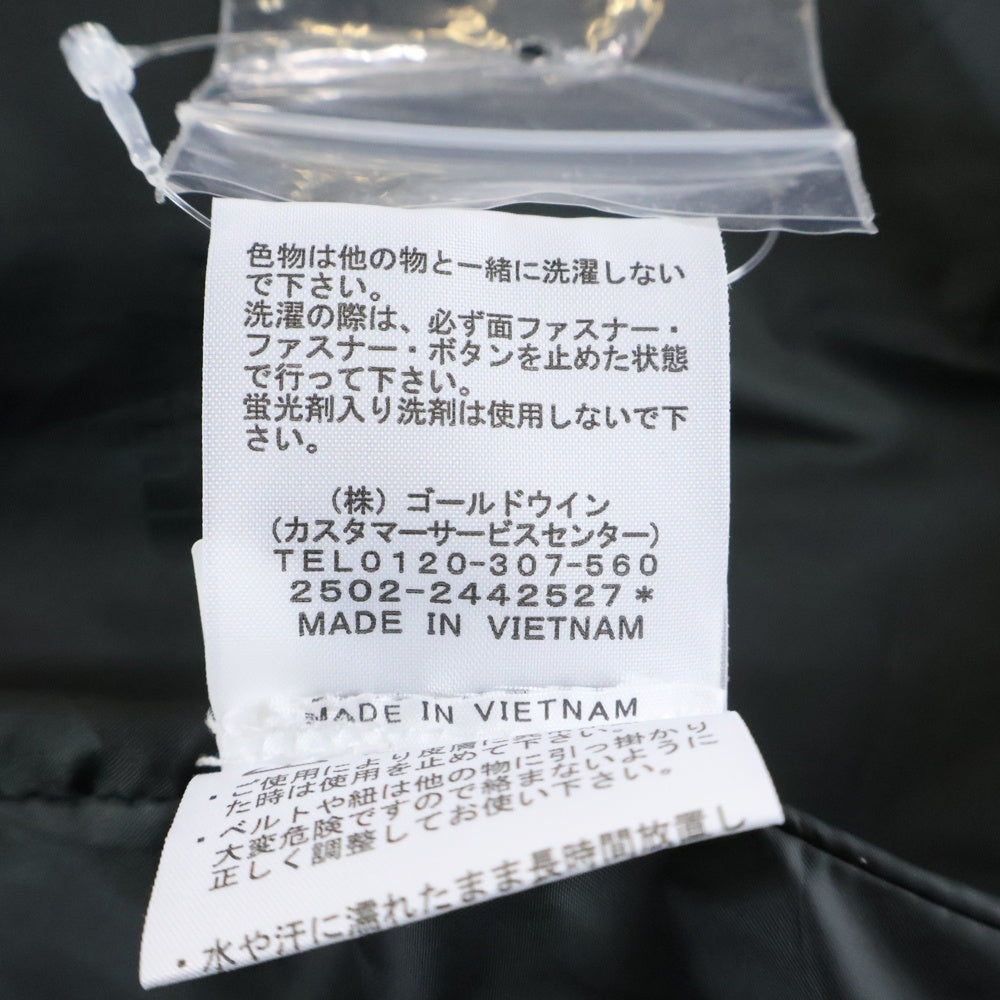 色物は他の物と一緒に洗濯しない
で下さい。
洗濯の際は、必ず面ファスナー・
ファスナー・ボタンを止めた状態
で行って下さい。
蛍光剤入り洗剤は使用しないで下
さい。
（株）ゴールドウイン
（カスタマーサービスセンター）
TEL0120-307-560
2502-2442527*
MADE IN VIETNAM
MADE IN VIETNAM
・ご使用により皮膚に
た時は使用を止めて下さい。
・ベルトや紐は他の物に引っ掛かり
大変危険ですので絡まないように
正しく調整してお使い下さい。
・水や汗に濡れたまま長時間放置し